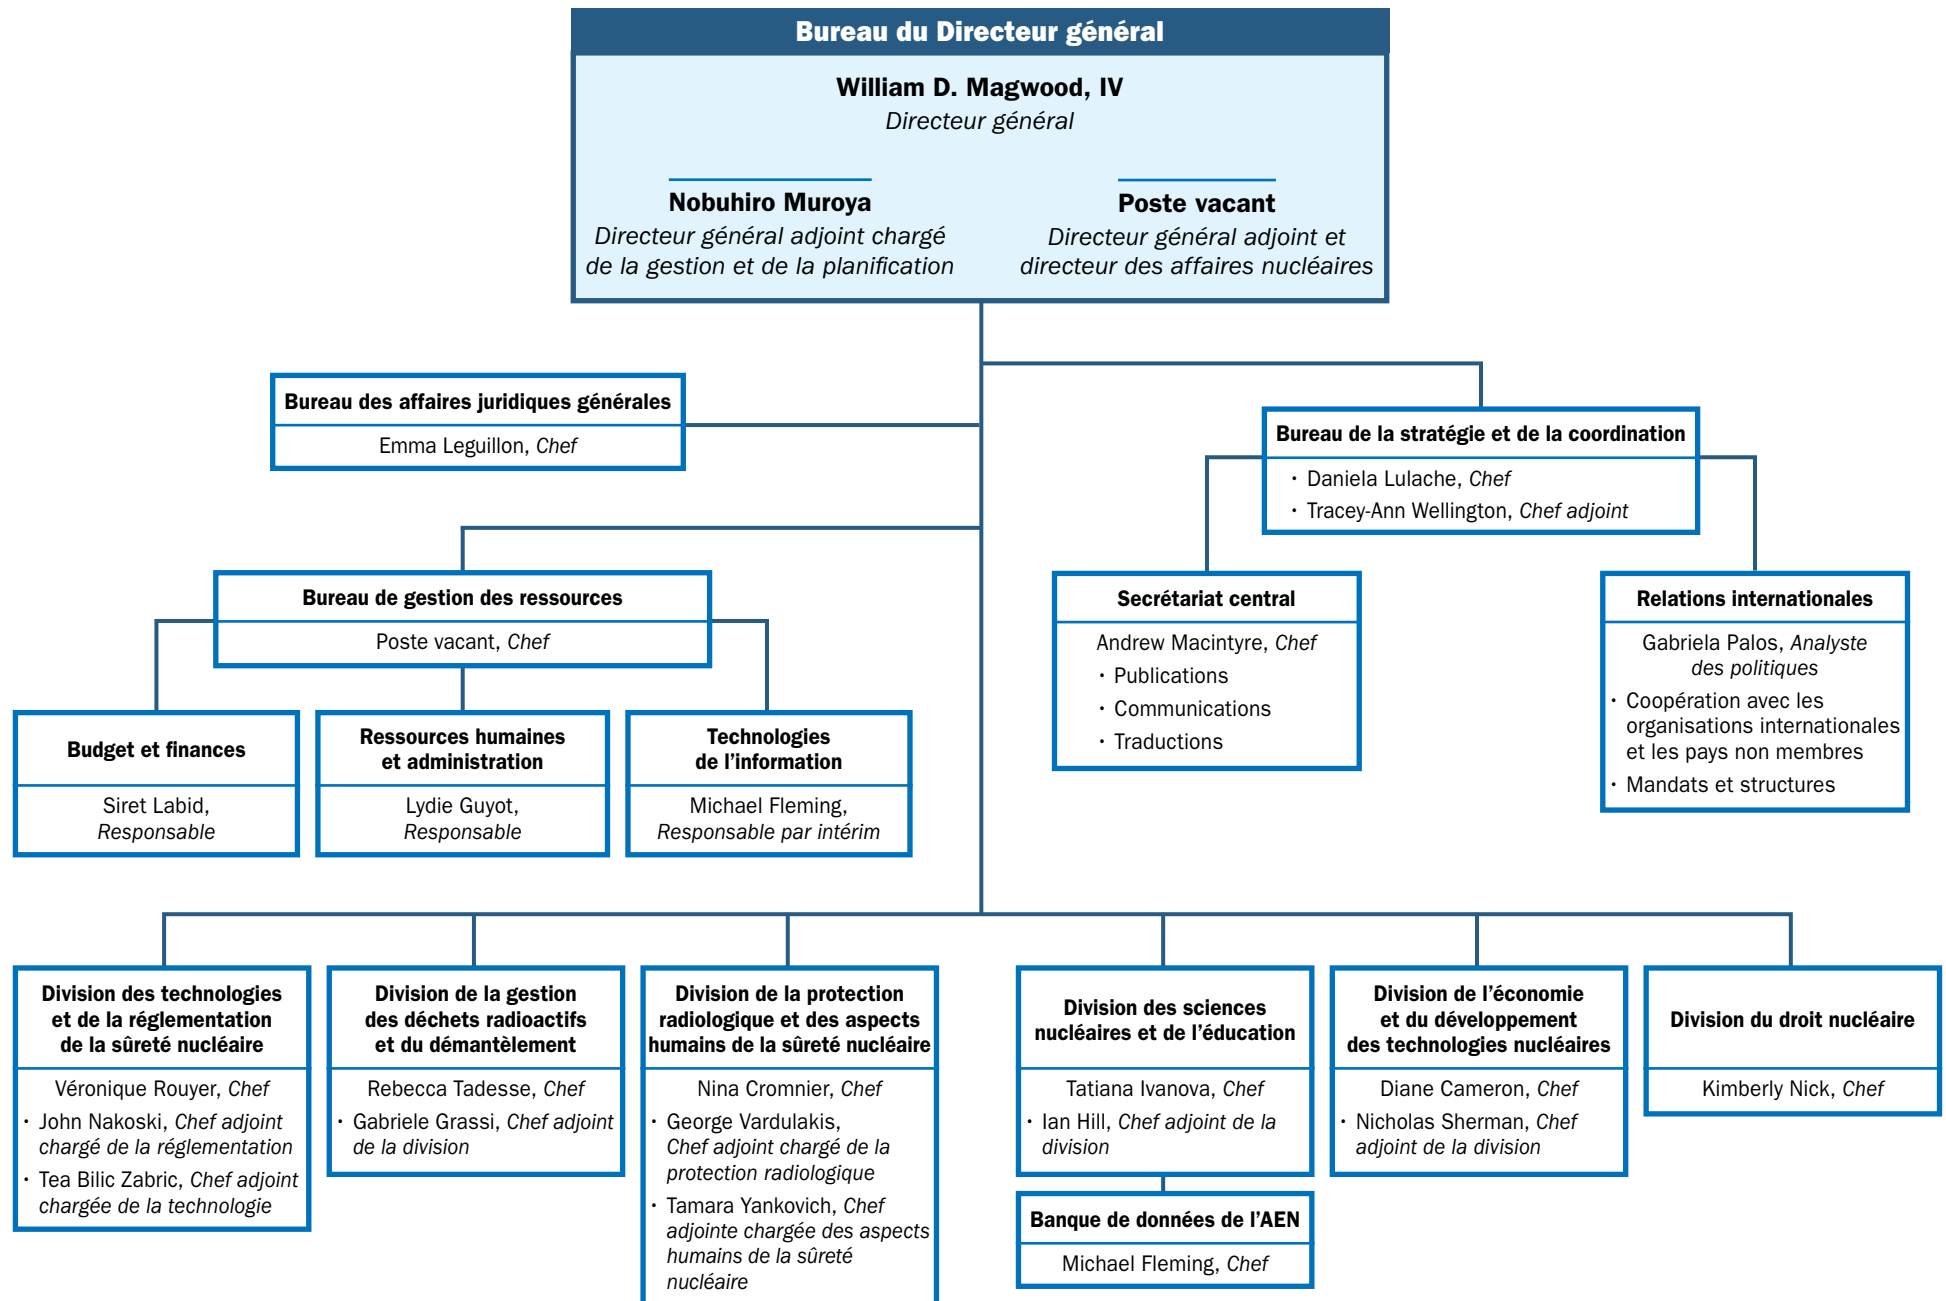 Bureau du Directeur général
William D. Magwood, IV
Directeur général
Nobuhiro Muroya
Directeur général adjoint chargé
de la gestion et de la planification
Poste vacant
Directeur général adjoint et
directeur des affaires nucléaires
Bureau des affaires juridiques générales
Emma Leguillon, Chef
Bureau de la stratégie et de la coordination
• Daniela Lulache, Chef
• Tracey-Ann Wellington, Chef adjoint
Bureau de gestion des ressources
Poste vacant, Chef
Secrétariat central
Andrew Macintyre, Chef
• Publications
• Communications
• Traductions
Relations internationales
Gabriela Palos, Analyste
des politiques
• Coopération avec les
organisations internationales
et les pays non membres
• Mandats et structures
Budget et finances
Siret Labid,
Responsable
Ressources humaines
et administration
Lydie Guyot,
Responsable
Technologies
de l'information
Michael Fleming,
Responsable par intérim
Division des technologies
et de la réglementation
de la sûreté nucléaire
Véronique Rouyer, Chef
• John Nakoski, Chef adjoint
chargé de la réglementation
• Tea Bilic Zabric, Chef adjoint
chargée de la technologie
Division de la gestion
des déchets radioactifs
et du démantèlement
Rebecca Tadesse, Chef
• Gabriele Grassi, Chef adjoint
de la division
Division de la protection
radiologique et des aspects
humains de la sûreté nucléaire
Nina Cromnier, Chef
• George Vardulakis,
Chef adjoint chargé de la
protection radiologique
• Tamara Yankovich, Chef
adjointe chargée des aspects
humains de la sûreté
nucléaire
Division des sciences
nucléaires et de l'éducation
Tatiana Ivanova, Chef
• Ian Hill, Chef adjoint de la
division
Banque de données de l'AEN
Michael Fleming, Chef
Division de l'économie
et du développement
des technologies nucléaires
Diane Cameron, Chef
• Nicholas Sherman, Chef
adjoint de la division
Division du droit nucléaire
Kimberly Nick, Chef